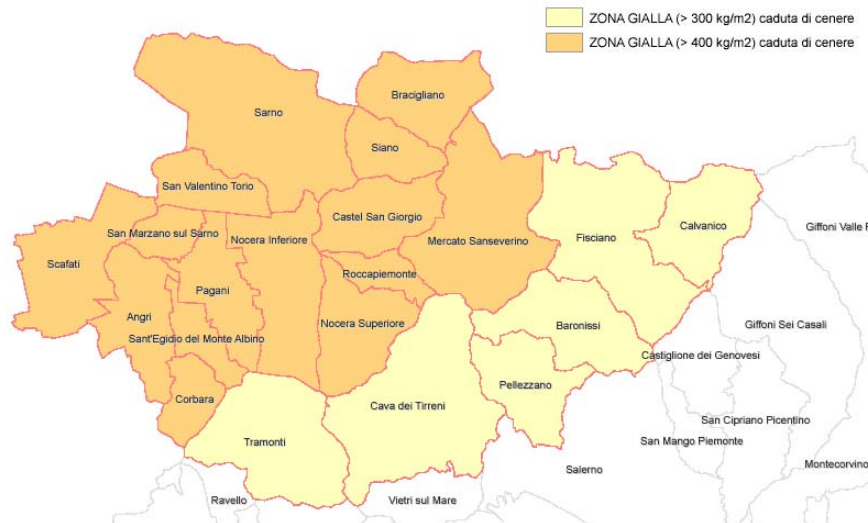 ZONA GIALLA (> 300 kg/m2) caduta di cenere
ZONA GIALLA (> 400 kg/m2) caduta di cenere
Bracigliano
Sarno
Siano
San Valentino Torio
Castel San Giorgio
Calvanico
Giffoni Valle P
San Marzano sul Sarno
Nocera Inferiore
Mercato Sanseverino
Fisciano
Scafati
Roccapiemonte
Pagani
Angri
Nocera Superiore
Giffoni Sei Casali
Sant'Egidio del Monte Albino
Baronissi
Castiglione dei Genovesi
Corbara
Pellezzano
Cava dei Tirreni
San Cipriano Picentino
Tramonti
San Mango Piemonte
Salerno
Montecorvino
Ravello
Vietri sul Mare